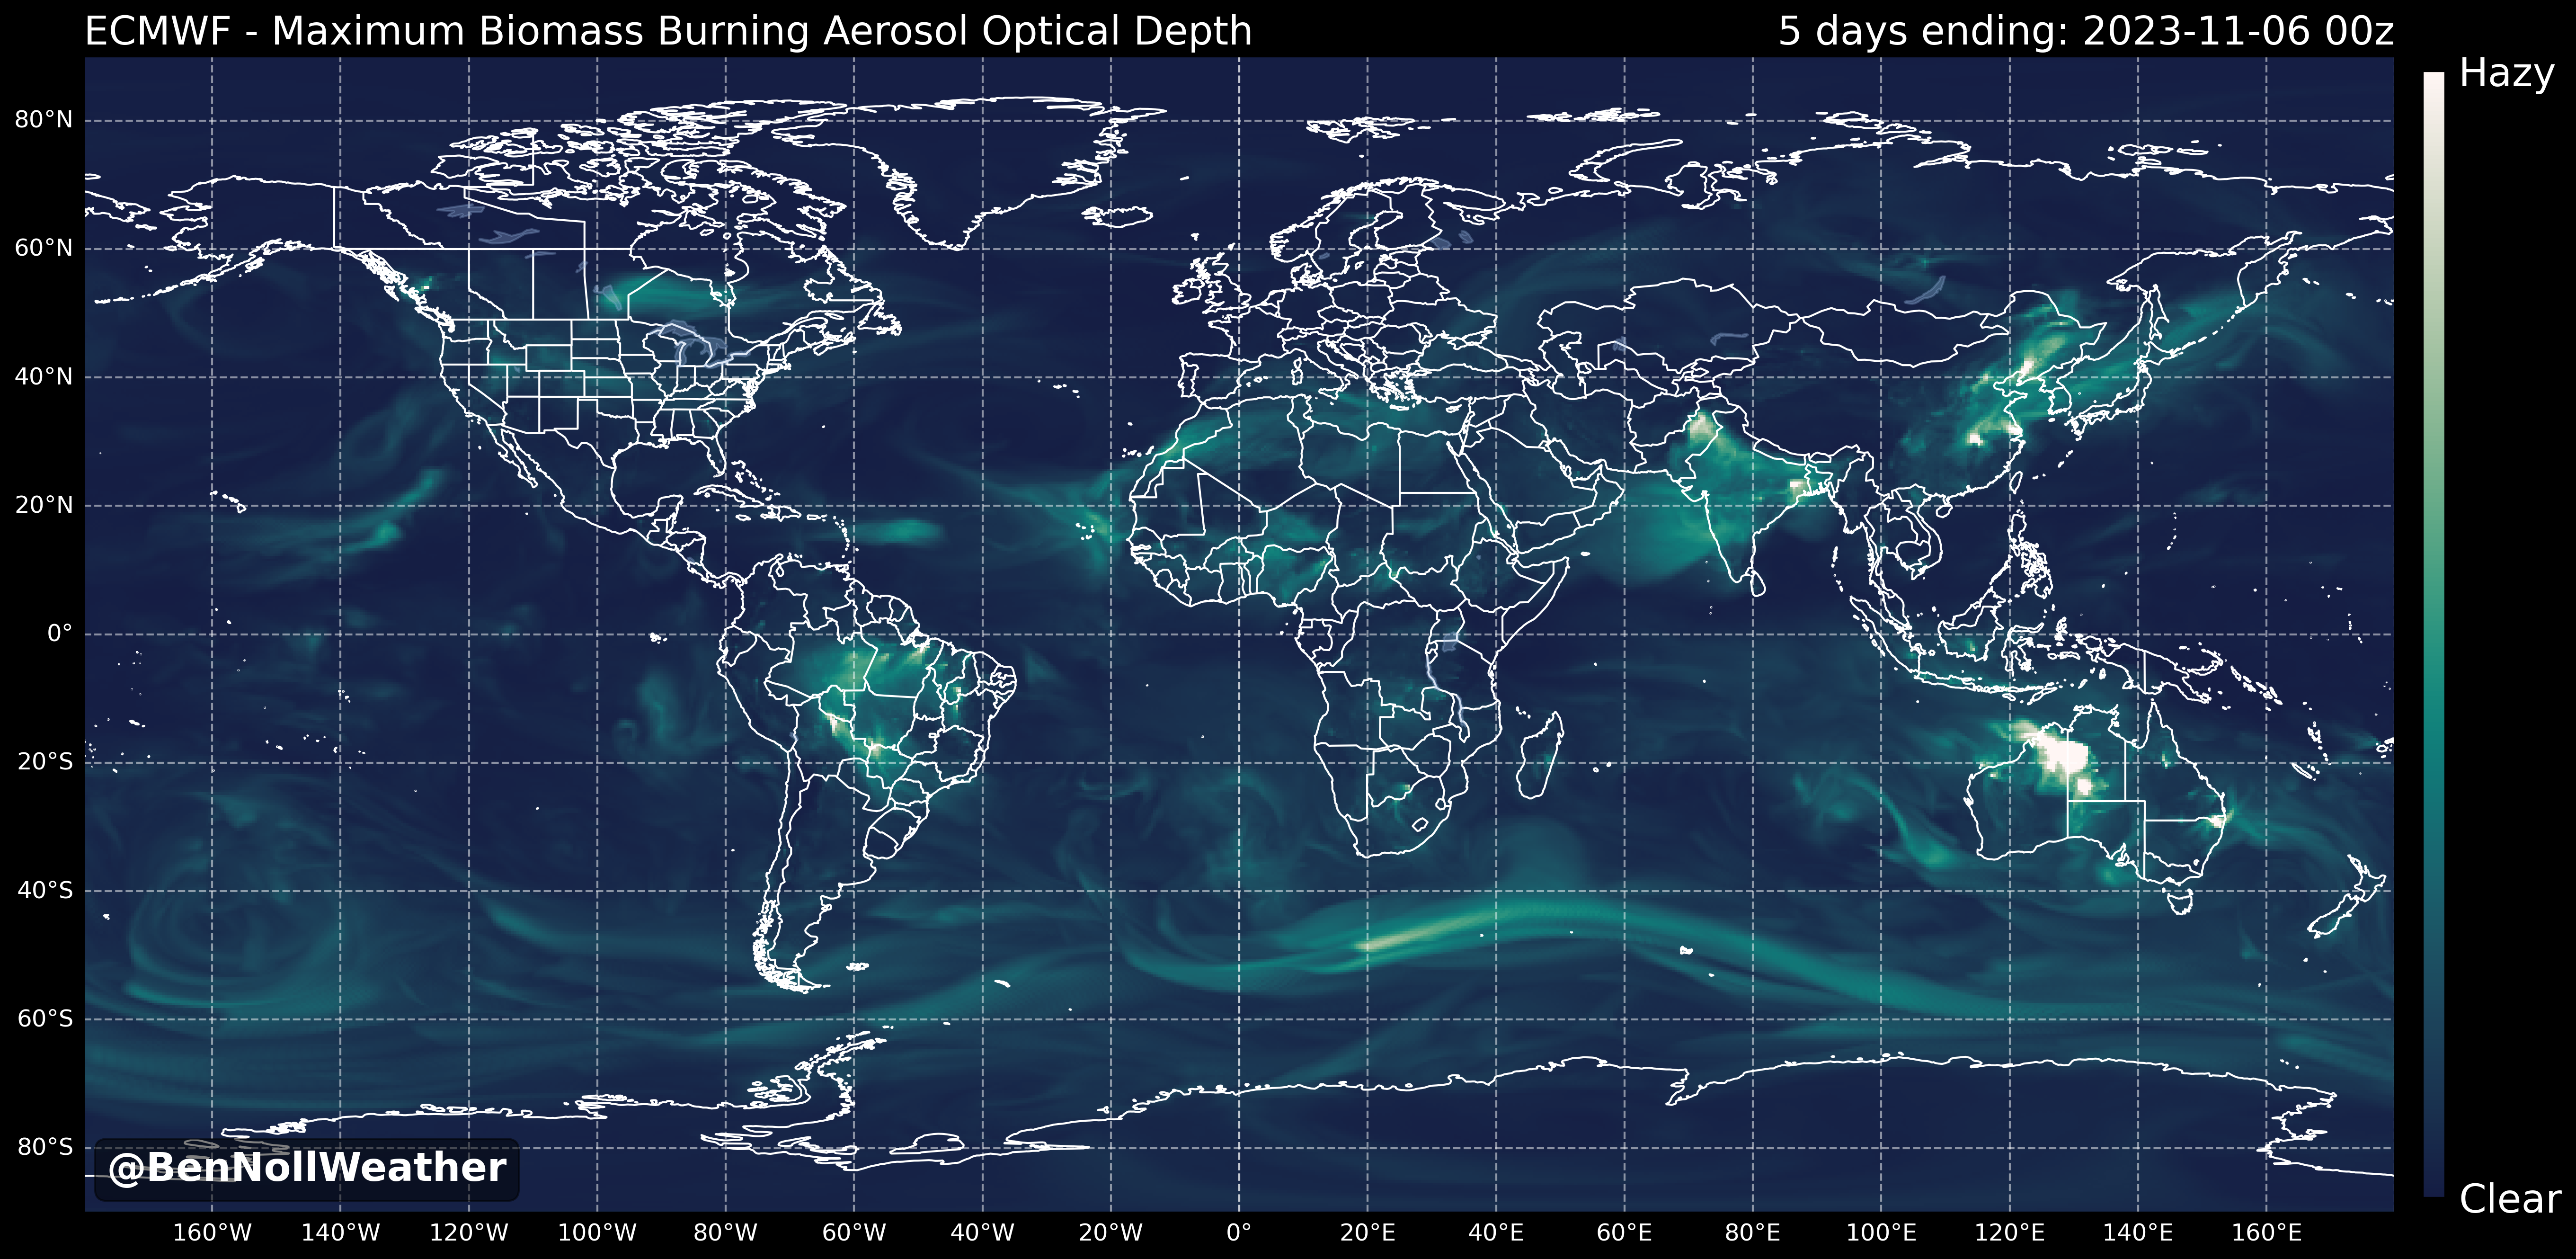 ECMWF - Maximum Biomass Burning Aerosol Optical Depth
5 days ending: 2023-11-06 00z
Hazy
80°N
60°N
40°N
20°N
0°
20°S
40°S
60°S
80°S
@BenNollWeather
Clear
160°W 140°W 120°W 100°W 80°W 60°W 40°W 20°W 0° 20°E 40°E 60°E 80°E 100°E 120°E 140°E 160°E